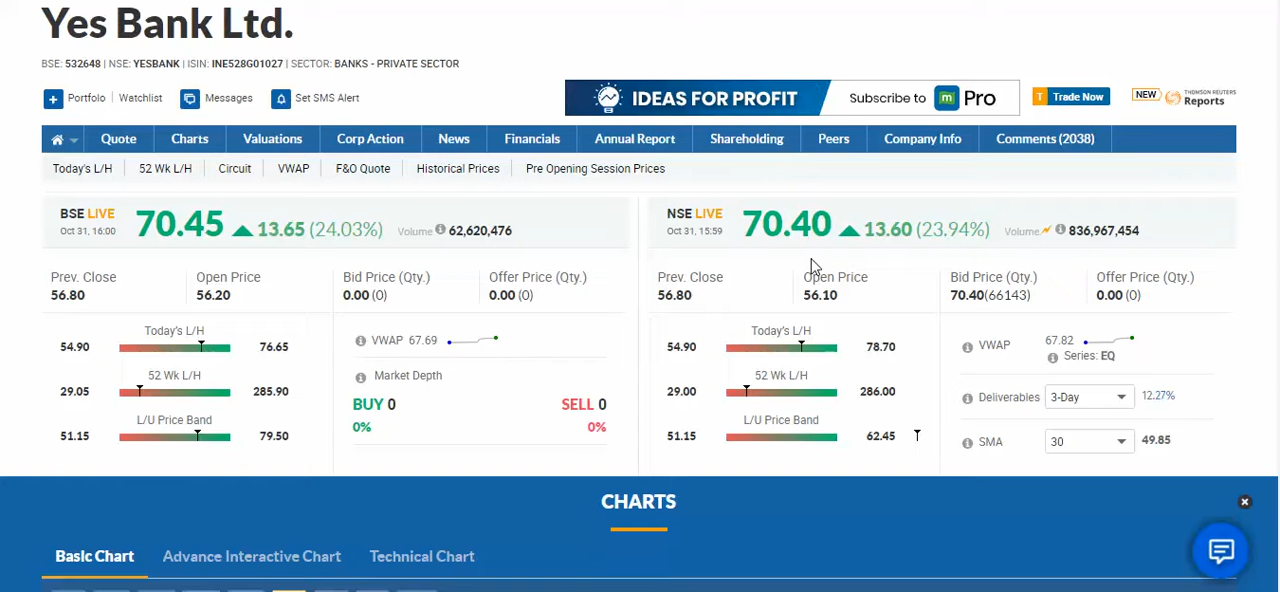 Yes Bank Ltd.
BSE: 532648 | NSE: YESBANK | ISIN: INE528G01027 | SECTOR: BANKS - PRIVATE SECTOR
+ Portfolo | Watchlist Messages Set SMS Alert
IDEAS FOR PROFIT Subscribe to m Pro T Trade Now NEW THOMSON REUTERS Reports
Quote Charts Valuations Corp Action News Financials Annual Report Shareholding Peers Company Info Comments (2038)
Today's L/H 52 Wk L/H Circuit VWAP F&O Quote Historical Prices Pre Opening Session Prices
BSE LIVE
Oct 31, 16:00
70.45 13.65 (24.03%) Volume 62,620,476
Prev. Close Open Price Bid Price (Qty.) Offer Price (Qty.)
56.80 56.20 0.00 (0) 0.00 (0)
Today's L/H
54.90 76.65
52 Wk L/H
29.05 285.90
L/U Price Band
51.15 79.50
VWAP 67.69
Market Depth
BUY 0 SELL 0
0% 0%
NSE LIVE
Oct 31, 15:59
70.40 13.60 (23.94%) Volume 836,967,454
Prev. Close Open Price Bid Price (Qty.) Offer Price (Qty.)
56.80 56.10 70.40(66143) 0.00 (0)
Today's L/H
54.90 78.70
52 Wk L/H
29.00 286.00
L/U Price Band
51.15 62.45
VWAP 67.82
Series: EQ
Deliverables 3-Day 12.27%
SMA 30 49.85
CHARTS
Basic Chart Advance Interactive Chart Technical Chart